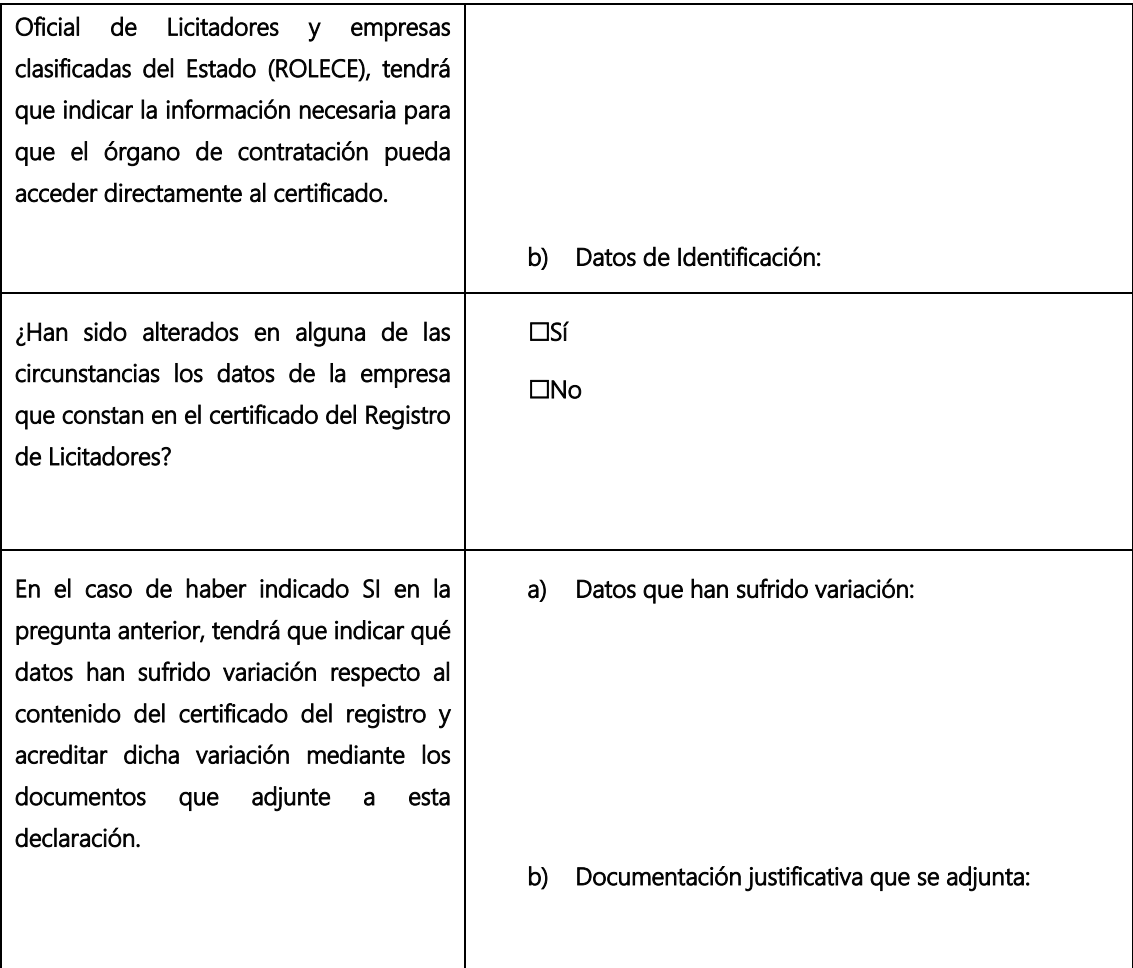 Oficial de Licitadores y empresas
clasificadas del Estado (ROLECE), tendrá
que indicar la información necesaria para
que el órgano de contratación pueda
acceder directamente al certificado.
b) Datos de Identificación:
¿Han sido alterados en alguna de las
circunstancias los datos de la empresa
que constan en el certificado del Registro
de Licitadores?
☐Sí
☐No
En el caso de haber indicado SI en la
pregunta anterior, tendrá que indicar qué
datos han sufrido variación respecto al
contenido del certificado del registro y
acreditar dicha variación mediante los
documentos que adjunte a esta
declaración.
a) Datos que han sufrido variación:
b) Documentación justificativa que se adjunta: